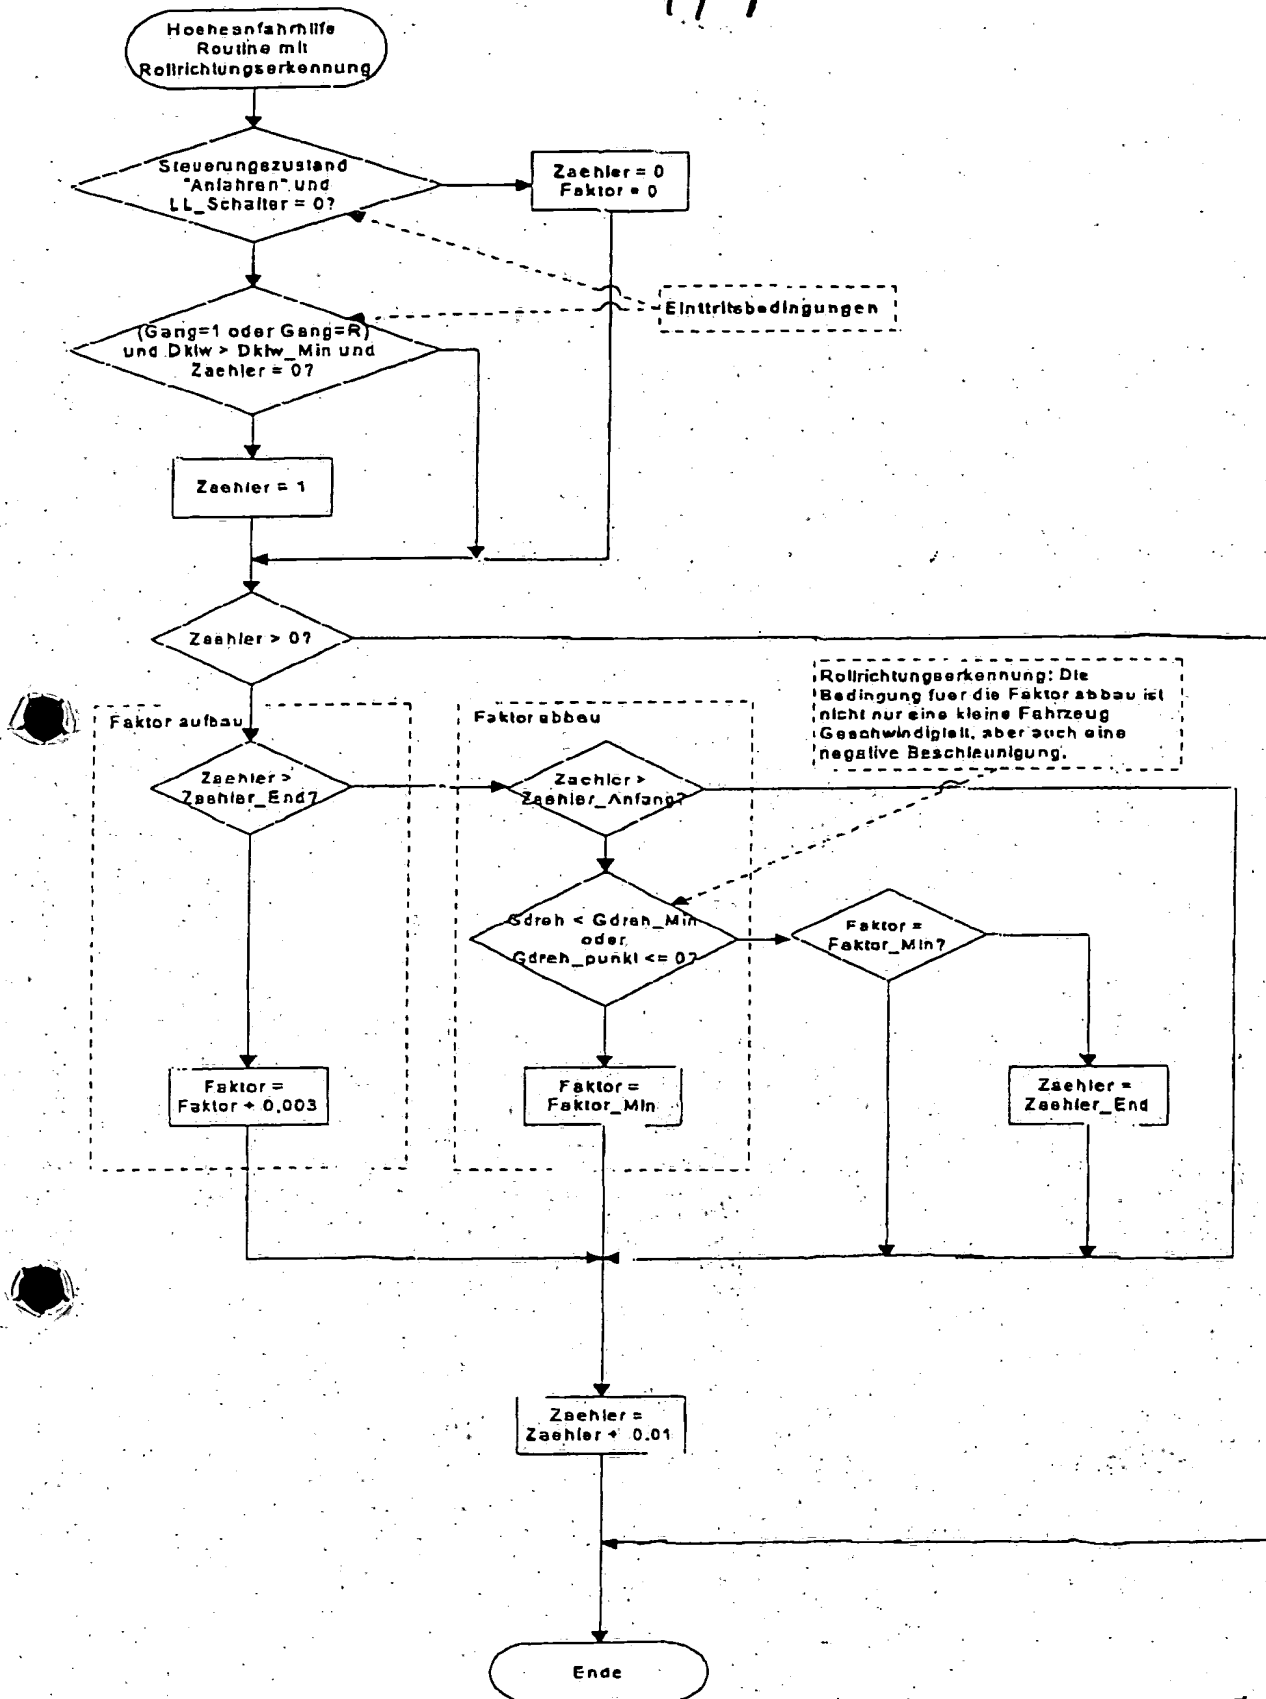 Hoeheanfahrhilfe
Routine mit
Rollrichtungserkennung
Steuerungszustand
"Anfahren" und
LL_Schalter = 0?
Zaehler = 0
Faktor = 0
Einttritsbedingungen
(Gang=1 oder Gang=R)
und Dklw > Dklw_Min und
Zaehler = 0?
Zaehler = 1
Zaehler > 0?
Rollrichtungserkennung: Die
Bedingung fuer die Faktor abbau ist
nicht nur eine kleine Fahrzeug
Geschwindigleit, aber auch eine
negative Beschleunigung.
Faktor aufbau
Faktor abbau
Zaehler >
Zaehler_End?
Zaehler >
Zaehler_Anfang?
Gdreh < Gdreh_Min
oder
Gdreh_punkt <= 0?
Faktor =
Faktor_Min?
Faktor =
Faktor + 0.003
Faktor =
Faktor_Min
Zaehler =
Zaehler_End
Zaehler =
Zaehler + 0.01
Ende